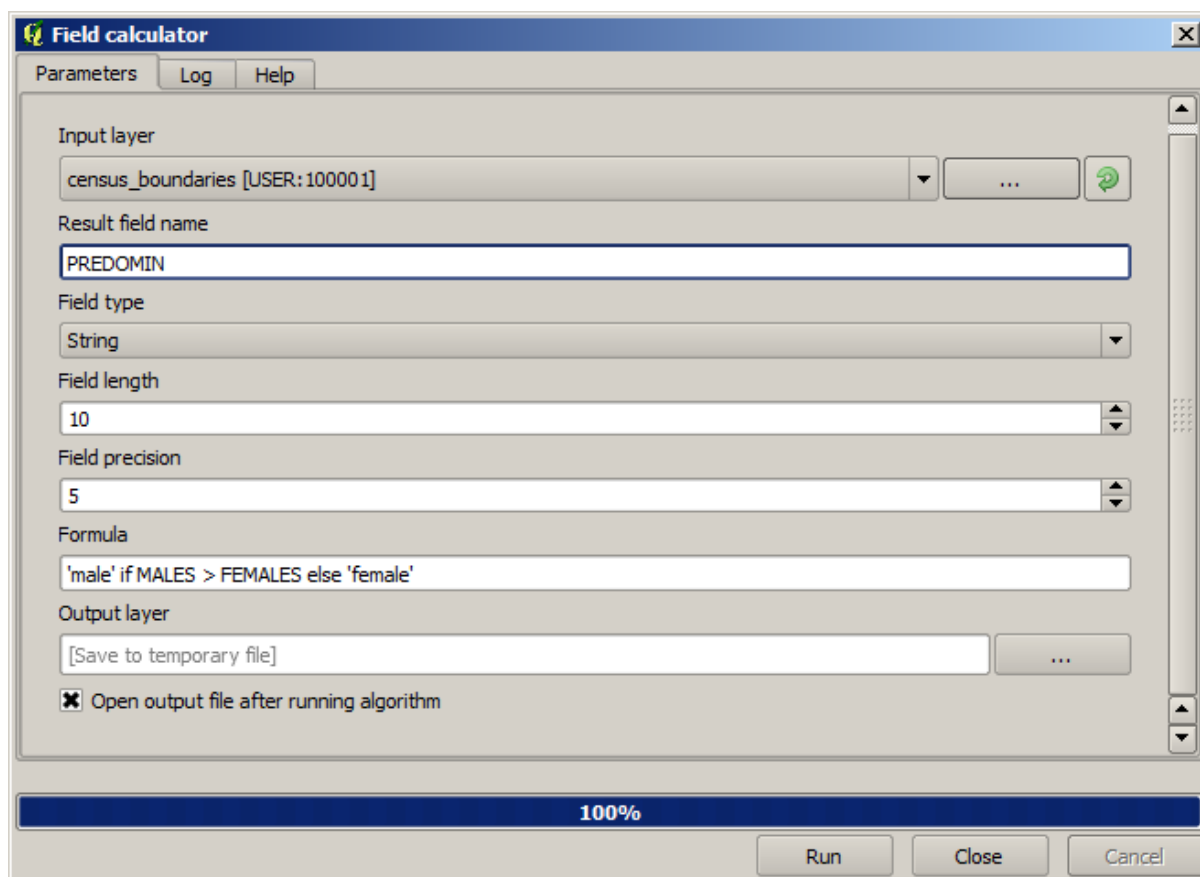 Field calculator
Parameters Log Help
Input layer
census_boundaries [USER:100001] ...
Result field name
PREDOMIN
Field type
String
Field length
10
Field precision
5
Formula
'male' if MALES > FEMALES else 'female'
Output layer
[Save to temporary file] ...
Open output file after running algorithm
100%
Run Close Cancel